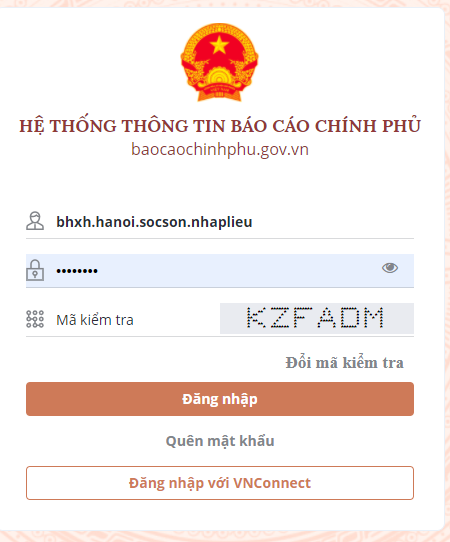 HỆ THỐNG THÔNG TIN BÁO CÁO CHÍNH PHỦ
baocaochinhphu.gov.vn
bhxh.hanoi.socson.nhaplieu
••••••••
Mã kiểm tra KZFADM
Đổi mã kiểm tra
Đăng nhập
Quên mật khẩu
Đăng nhập với VNConnect